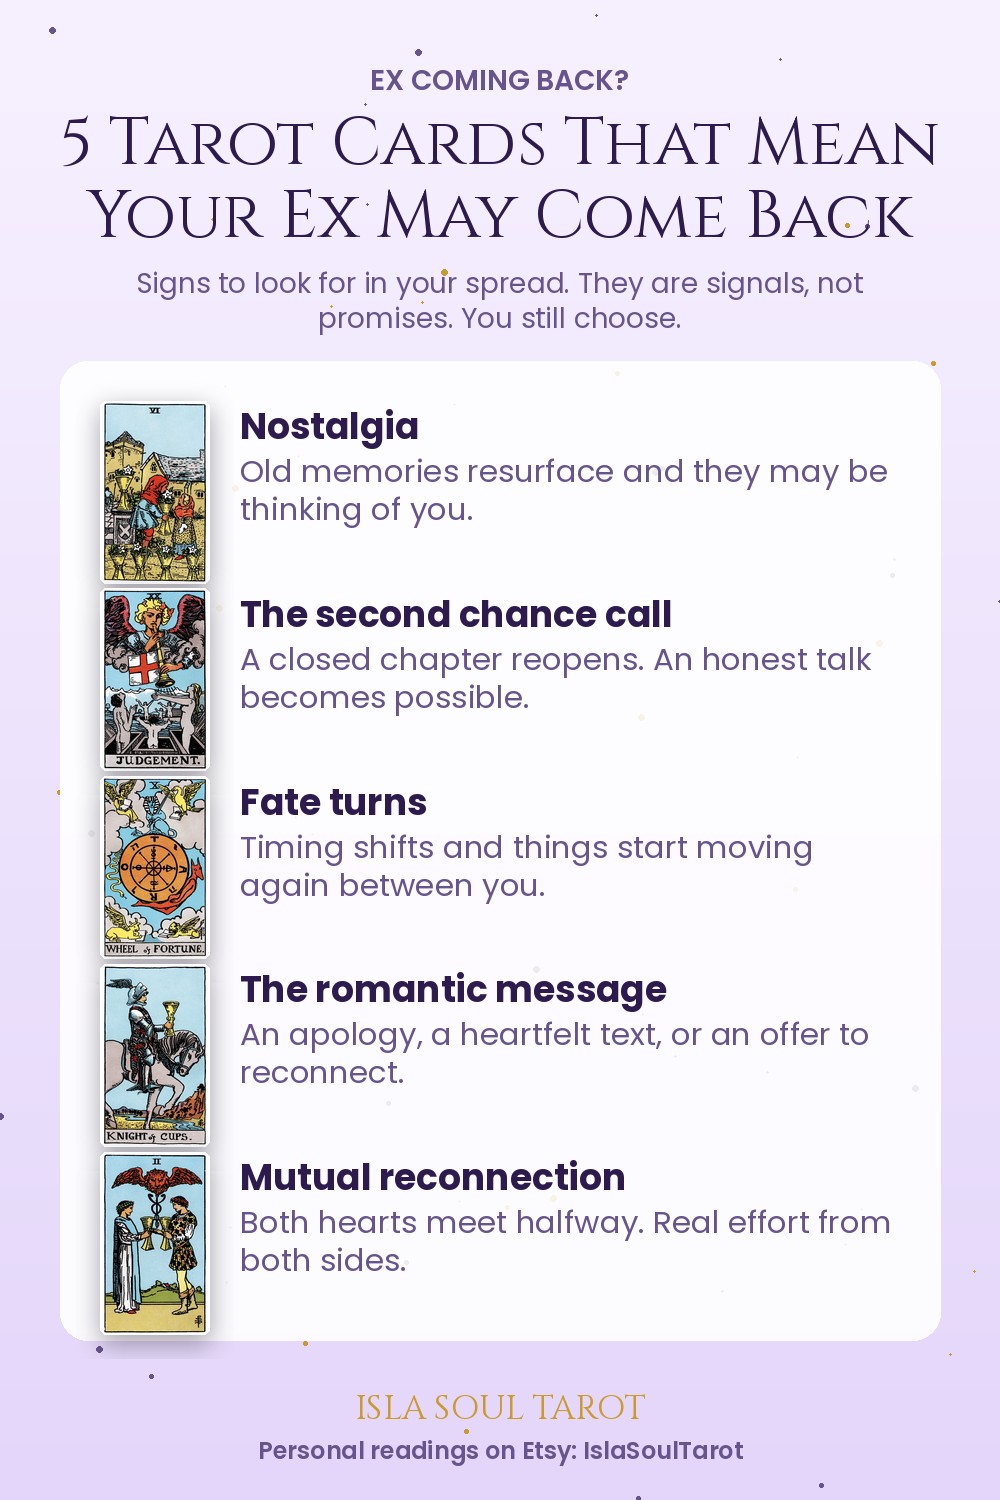 EX COMING BACK?
5 Tarot Cards That Mean
Your Ex May Come Back
Signs to look for in your spread. They are signals, not
promises. You still choose.
VI
Nostalgia
Old memories resurface and they may be
thinking of you.
XX
JUDGEMENT.
The second chance call
A closed chapter reopens. An honest talk
becomes possible.
X
WHEEL of FORTUNE.
Fate turns
Timing shifts and things start moving
again between you.
KNIGHT of CUPS.
The romantic message
An apology, a heartfelt text, or an offer to
reconnect.
II
Mutual reconnection
Both hearts meet halfway. Real effort from
both sides.
ISLA SOUL TAROT
Personal readings on Etsy: IslaSoulTarot